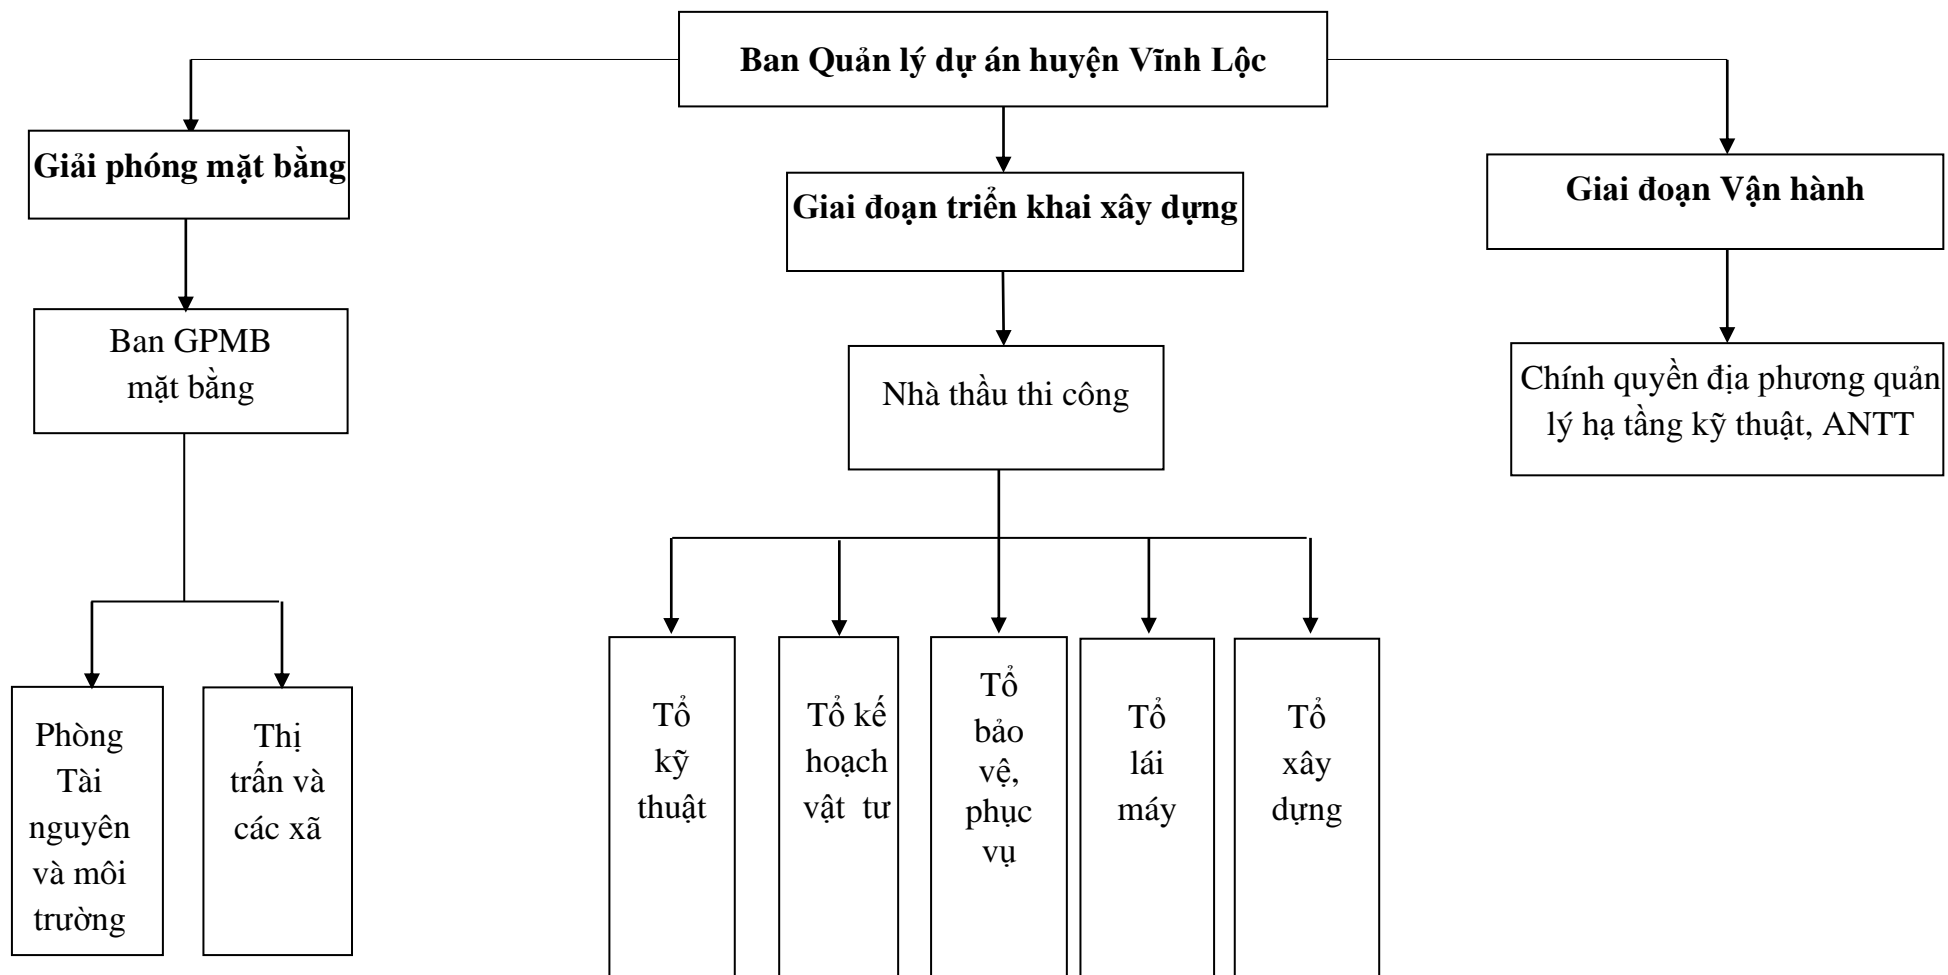 Ban Quản lý dự án huyện Vĩnh Lộc
Giải phóng mặt bằng
Giai đoạn triển khai xây dựng
Giai đoạn Vận hành
Ban GPMB
mặt bằng
Nhà thầu thi công
Chính quyền địa phương quản
lý hạ tầng kỹ thuật, ANTT
Phòng
Tài
nguyên
và môi
trường
Thị
trấn và
các xã
Tổ
kỹ
thuật
Tổ kế
hoạch
vật tư
Tổ
bảo
vệ,
phục
vụ
Tổ
lái
máy
Tổ
xây
dựng